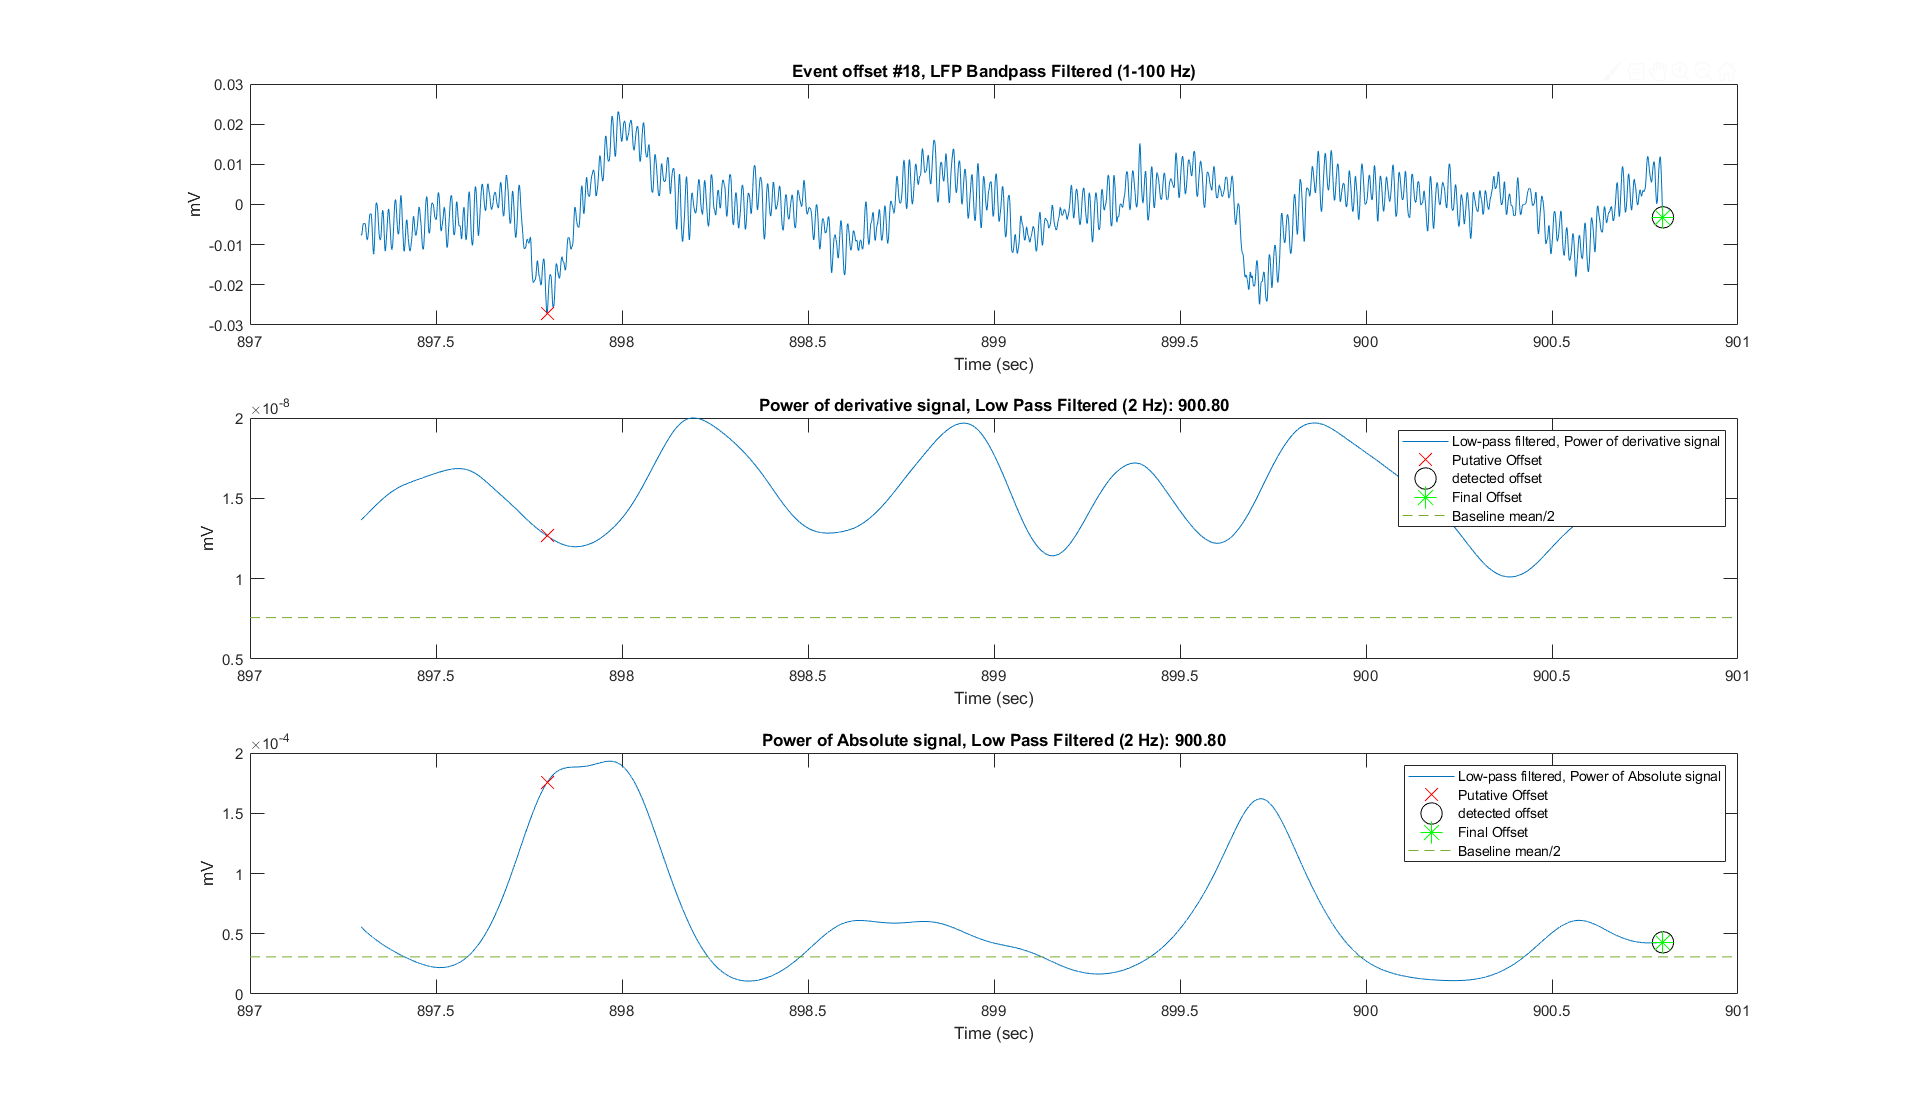 Event offset #18, LFP Bandpass Filtered (1-100 Hz)
0.03
0.02
0.01
0
-0.01
-0.02
-0.03
mV
897
897.5
898
898.5
899
899.5
900
900.5
901
Time (sec)
×10^-8
Power of derivative signal, Low Pass Filtered (2 Hz): 900.80
2
1.5
1
0.5
mV
Low-pass filtered, Power of derivative signal
Putative Offset
detected offset
Final Offset
Baseline mean/2
897
897.5
898
898.5
899
899.5
900
900.5
901
Time (sec)
×10^-4
Power of Absolute signal, Low Pass Filtered (2 Hz): 900.80
2
1.5
1
0.5
0
mV
Low-pass filtered, Power of Absolute signal
Putative Offset
detected offset
Final Offset
Baseline mean/2
897
897.5
898
898.5
899
899.5
900
900.5
901
Time (sec)